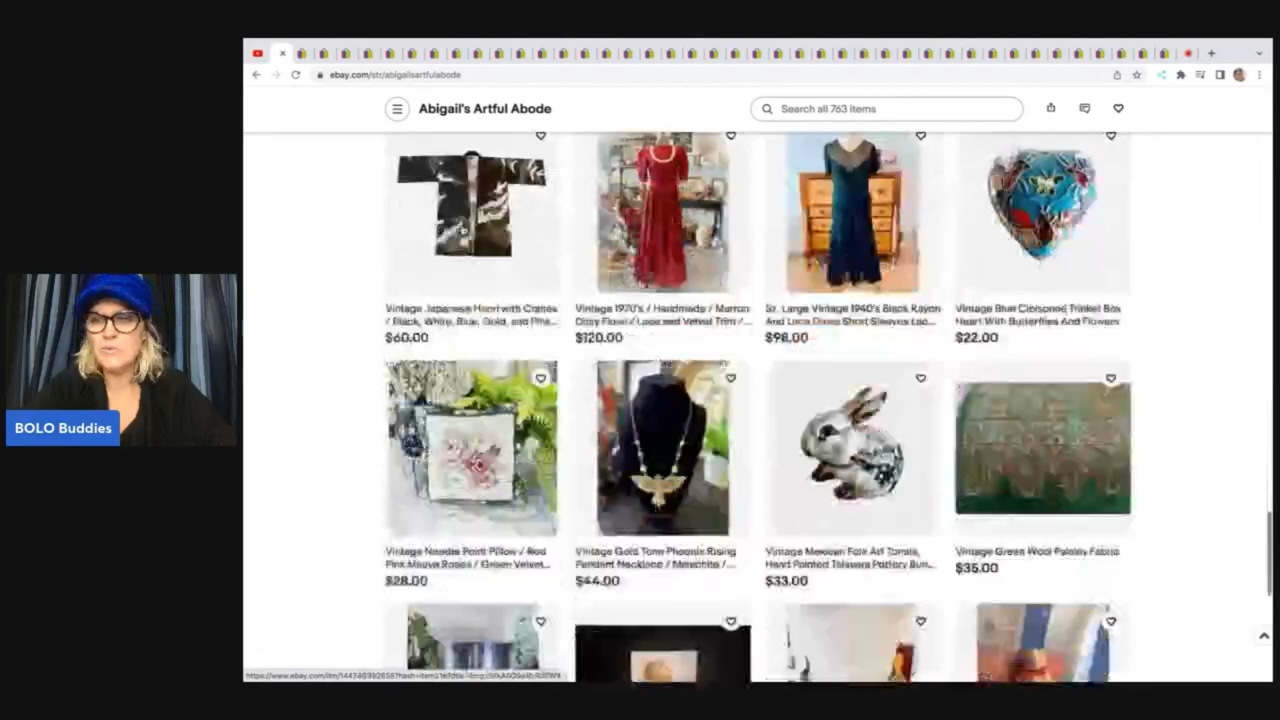 ebay.com/str/abigailsartfulabode
Abigail's Artful Abode
Search all 763 items
Vintage Japanese Haori with Cranes
/ Black, White, Blue, Gold, and Pink...
$60.00
Vintage 1970's / Handmade / Maroon
Ditsy Floral / Lace and Velvet Trim / ...
$120.00
Sz. Large Vintage 1940's Black Rayon
And Lace Dress Short Sleeves Lac...
$98.00
Vintage Blue Cloisonne Trinket Box
Heart With Butterflies And Flowers
$22.00
BOLO Buddies
Vintage Needle Point Pillow / Red
Pink Mauve Roses / Green Velvet...
$28.00
Vintage Gold Tone Phoenix Rising
Pendant Necklace / Malachite / ...
$44.00
Vintage Mexican Folk Art Tonala,
Hand Painted Talavera Pottery Bun...
$33.00
Vintage Green Wool Paisley Fabric
$35.00